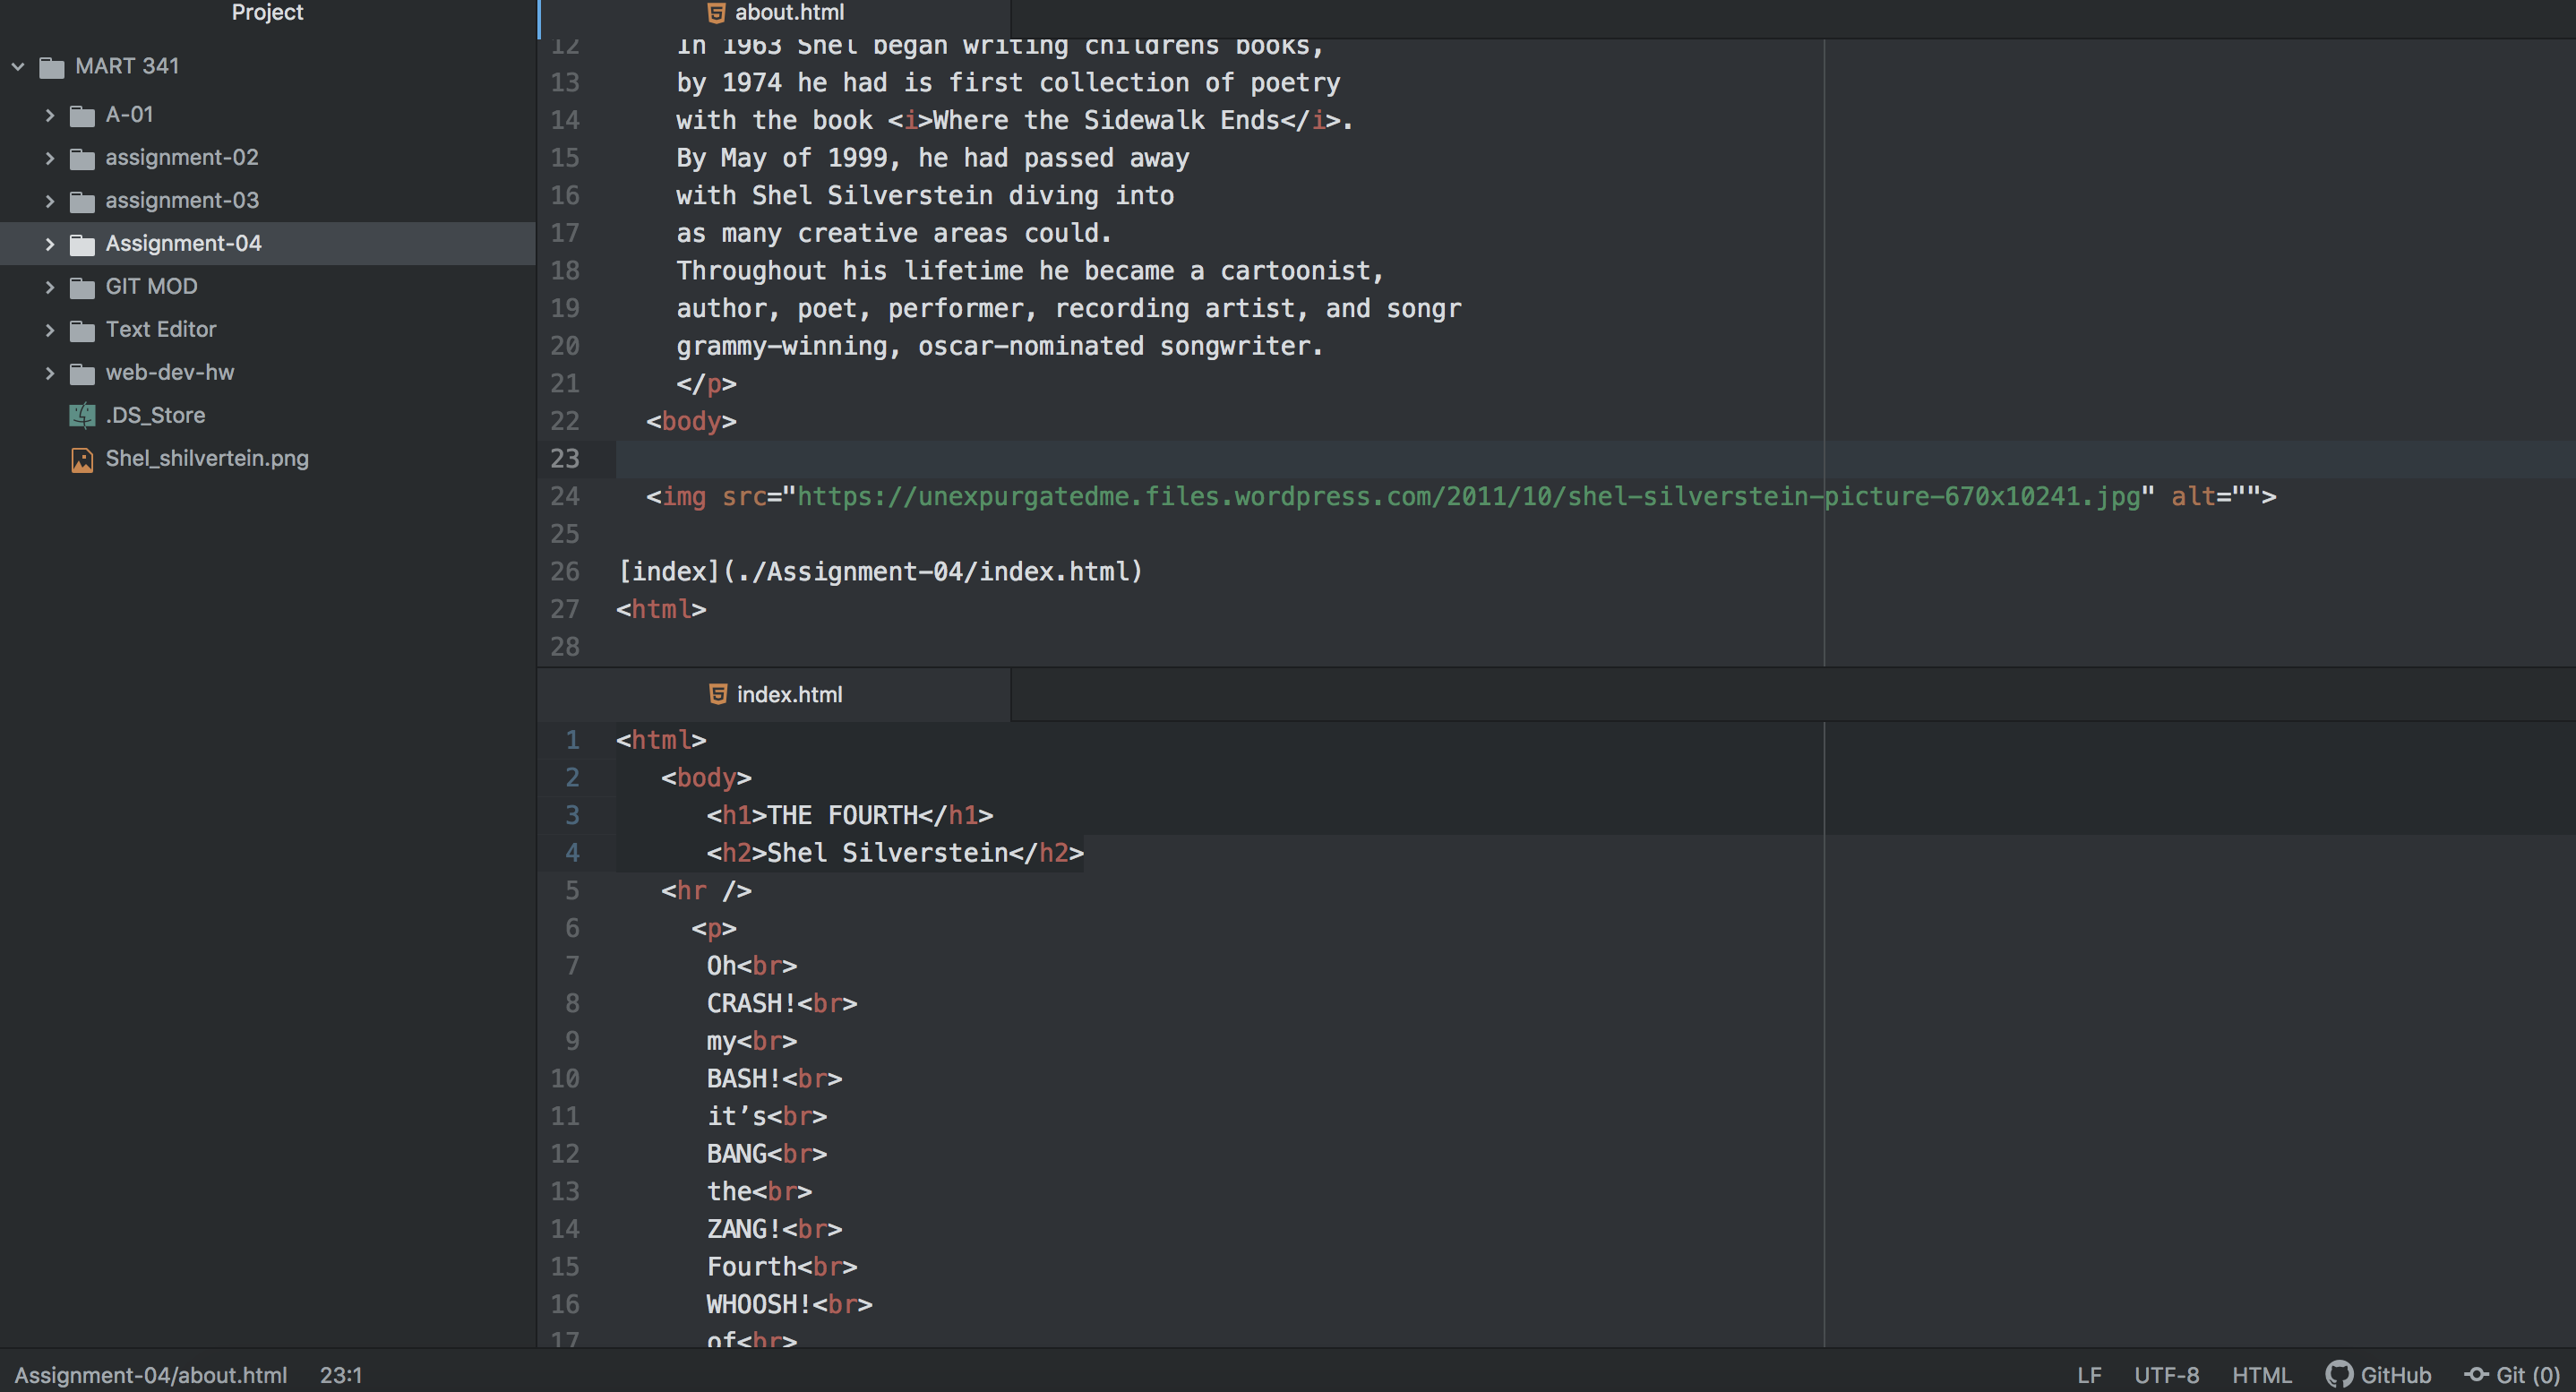 Project
MART 341
A-01
assignment-02
assignment-03
Assignment-04
GIT MOD
Text Editor
web-dev-hw
.DS_Store
Shel_shilvertein.png
about.html
12 In 1963 Shel began writing childrens books,
13 by 1974 he had is first collection of poetry
14 with the book <i>Where the Sidewalk Ends</i>.
15 By May of 1999, he had passed away
16 with Shel Silverstein diving into
17 as many creative areas could.
18 Throughout his lifetime he became a cartoonist,
19 author, poet, performer, recording artist, and songr
20 grammy-winning, oscar-nominated songwriter.
21 </p>
22 <body>
23
24 <img src="https://unexpurgatedme.files.wordpress.com/2011/10/shel-silverstein-picture-670x10241.jpg" alt="">
25
26 [index](./Assignment-04/index.html)
27 <html>
28
index.html
1 <html>
2 <body>
3 <h1>THE FOURTH</h1>
4 <h2>Shel Silverstein</h2>
5 <hr />
6 <p>
7 Oh<br>
8 CRASH!<br>
9 my<br>
10 BASH!<br>
11 it’s<br>
12 BANG<br>
13 the<br>
14 ZANG!<br>
15 Fourth<br>
16 WHOOSH!<br>
17 of<br>
Assignment-04/about.html 23:1 LF UTF-8 HTML GitHub Git (0)